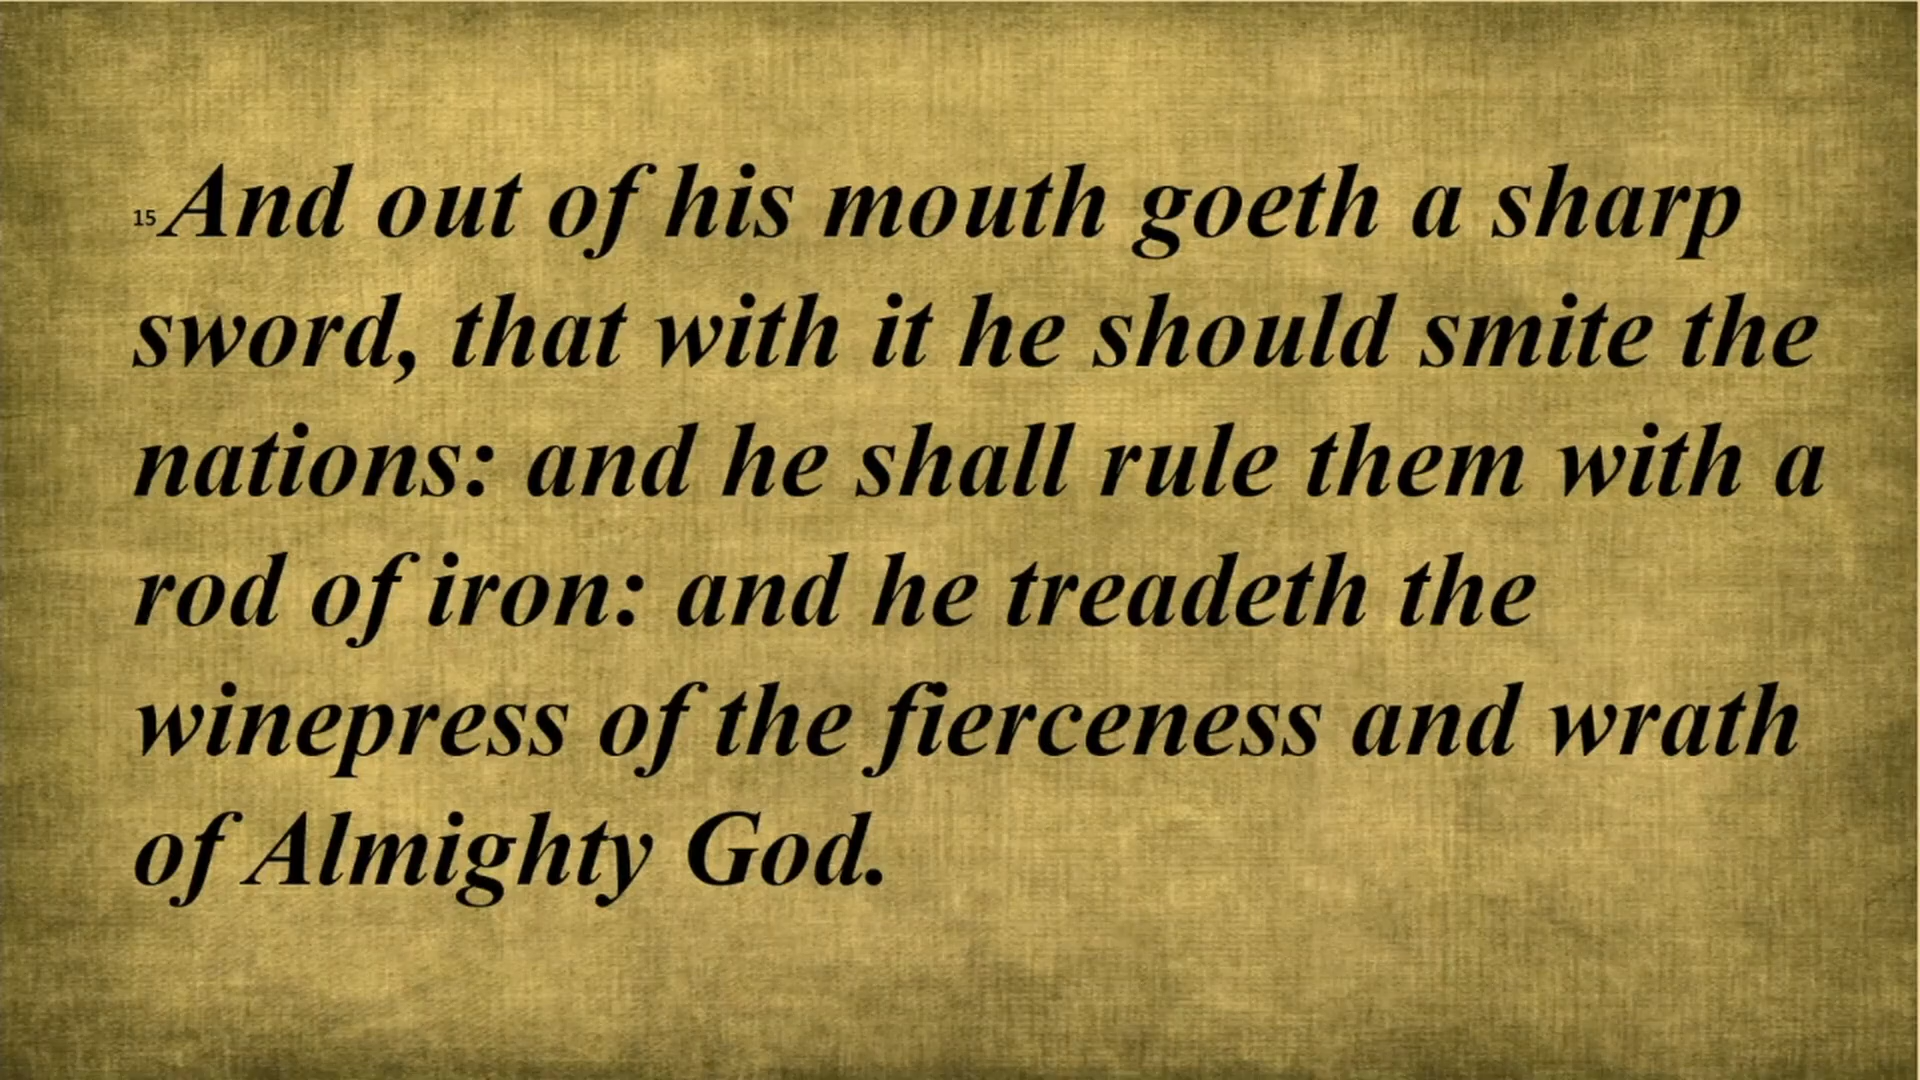 15And out of his mouth goeth a sharp
sword, that with it he should smite the
nations: and he shall rule them with a
rod of iron: and he treadeth the
winepress of the fierceness and wrath
of Almighty God.